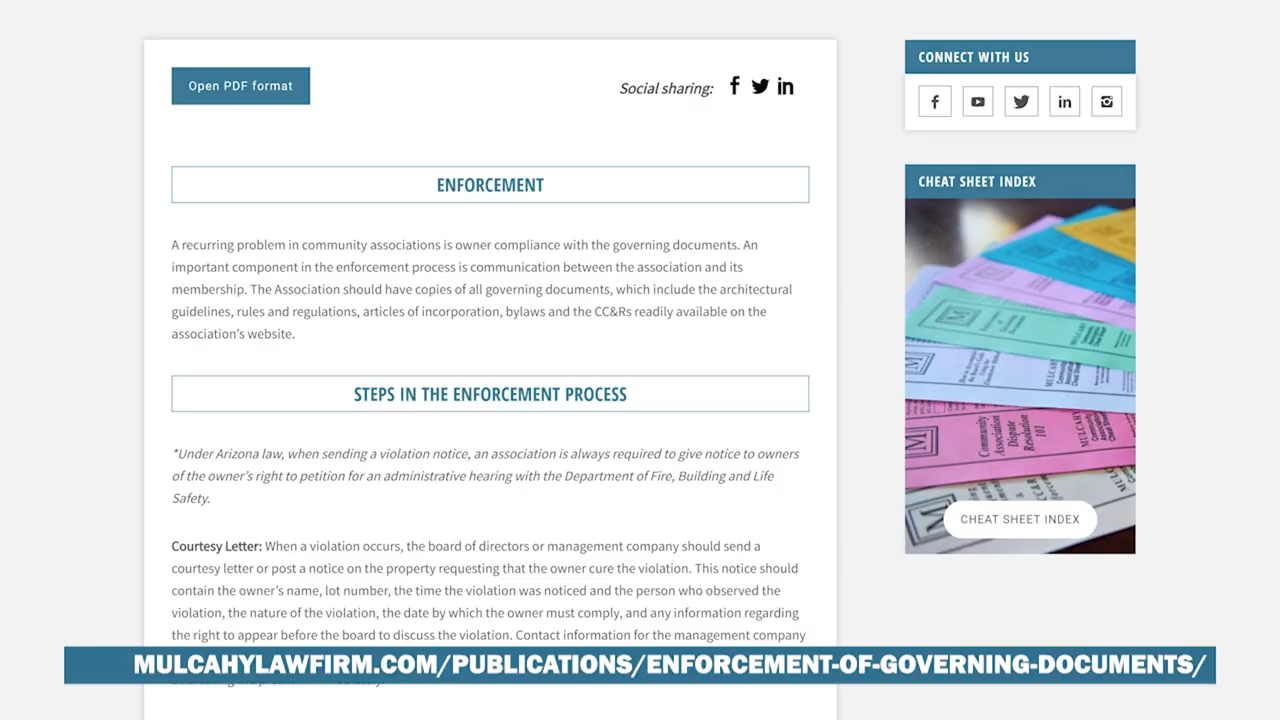 Open PDF format
Social sharing:
ENFORCEMENT
A recurring problem in community associations is owner compliance with the governing documents. An
important component in the enforcement process is communication between the association and its
membership. The Association should have copies of all governing documents, which include the architectural
guidelines, rules and regulations, articles of incorporation, bylaws and the CC&Rs readily available on the
association's website.
STEPS IN THE ENFORCEMENT PROCESS
*Under Arizona law, when sending a violation notice, an association is always required to give notice to owners
of the owner's right to petition for an administrative hearing with the Department of Fire, Building and Life
Safety.
Courtesy Letter: When a violation occurs, the board of directors or management company should send a
courtesy letter or post a notice on the property requesting that the owner cure the violation. This notice should
contain the owner's name, lot number, the time the violation was noticed and the person who observed the
violation, the nature of the violation, the date by which the owner must comply, and any information regarding
the right to appear before the board to discuss the violation. Contact information for the management company
CONNECT WITH US
CHEAT SHEET INDEX
MULCAHY
Community
Association
Dispute
Resolution
101
MULCAHY
CHEAT SHEET INDEX
MULCAHYLAWFIRM.COM/PUBLICATIONS/ENFORCEMENT-OF-GOVERNING-DOCUMENTS/